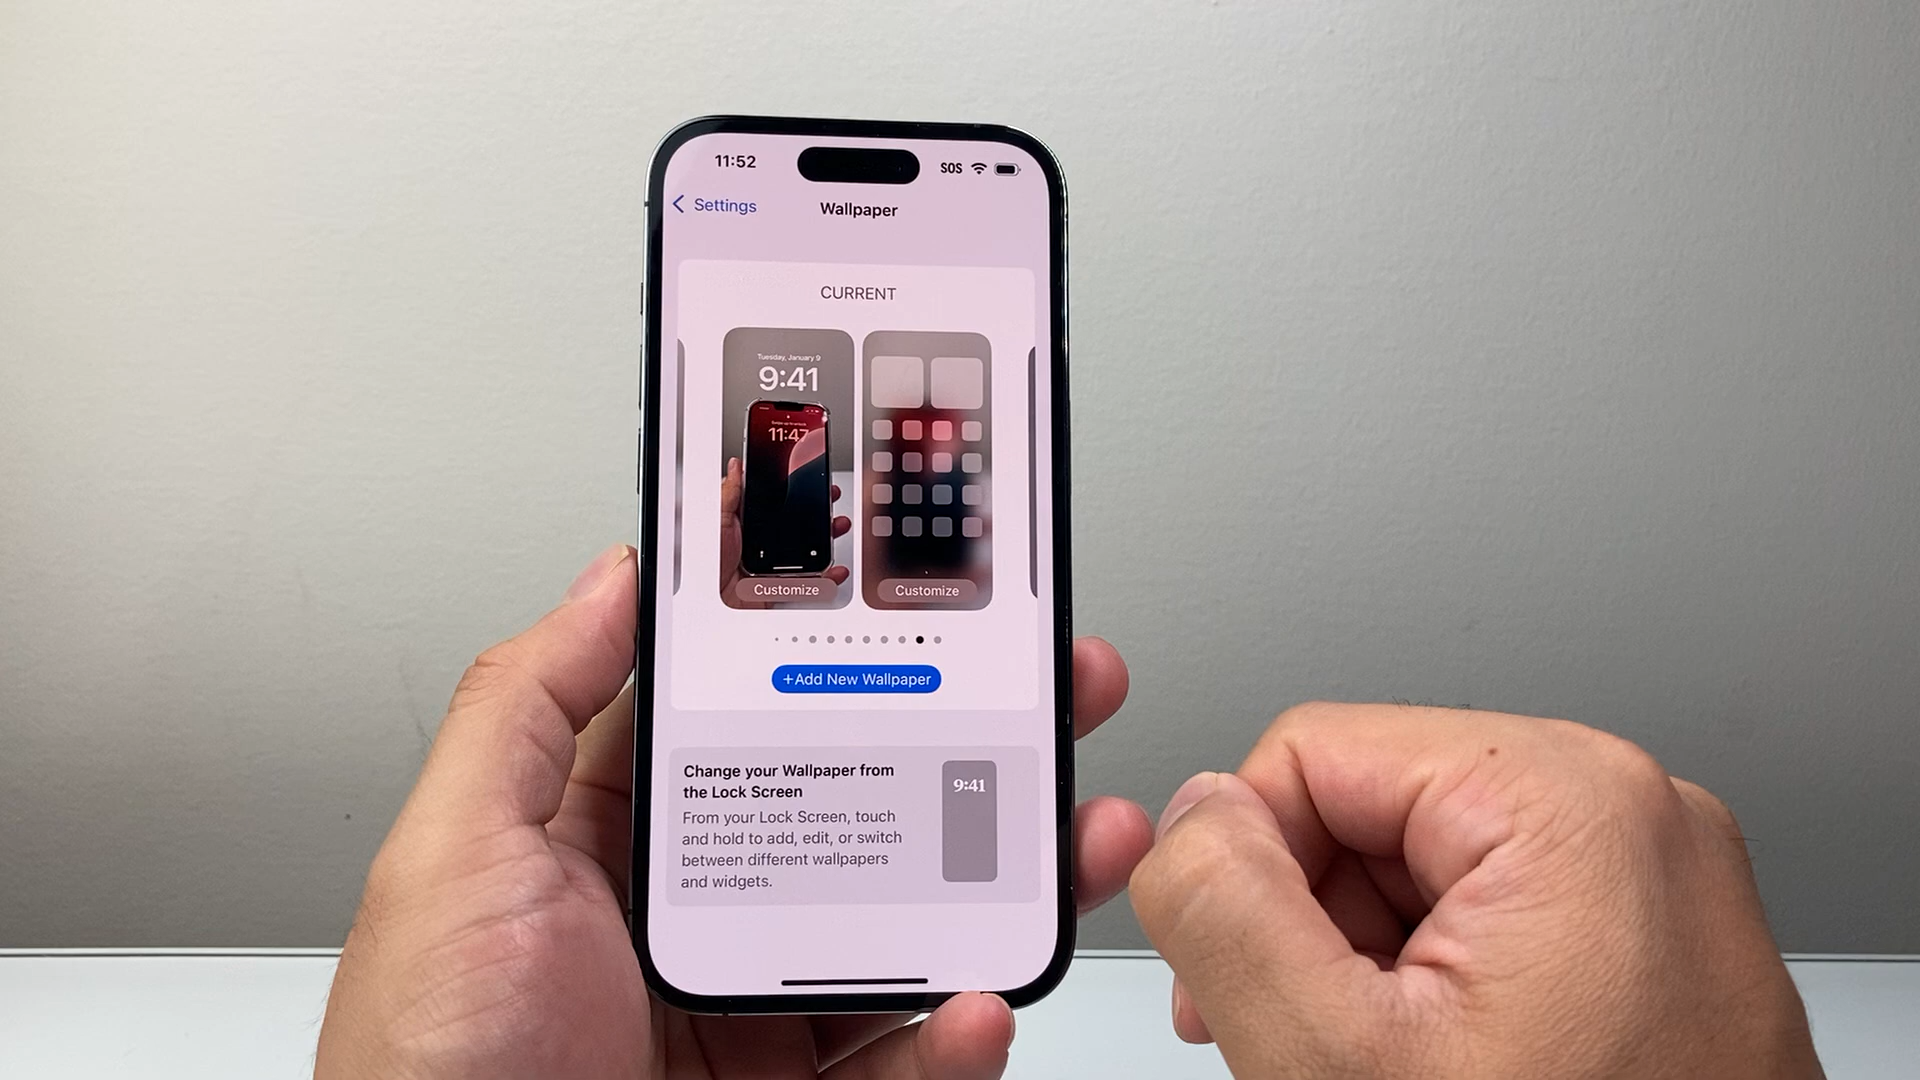 11:52
SOS
Settings
Wallpaper
CURRENT
Tuesday, January 9
9:41
11:47
Customize
Customize
+Add New Wallpaper
Change your Wallpaper from
the Lock Screen
From your Lock Screen, touch
and hold to add, edit, or switch
between different wallpapers
and widgets.
9:41